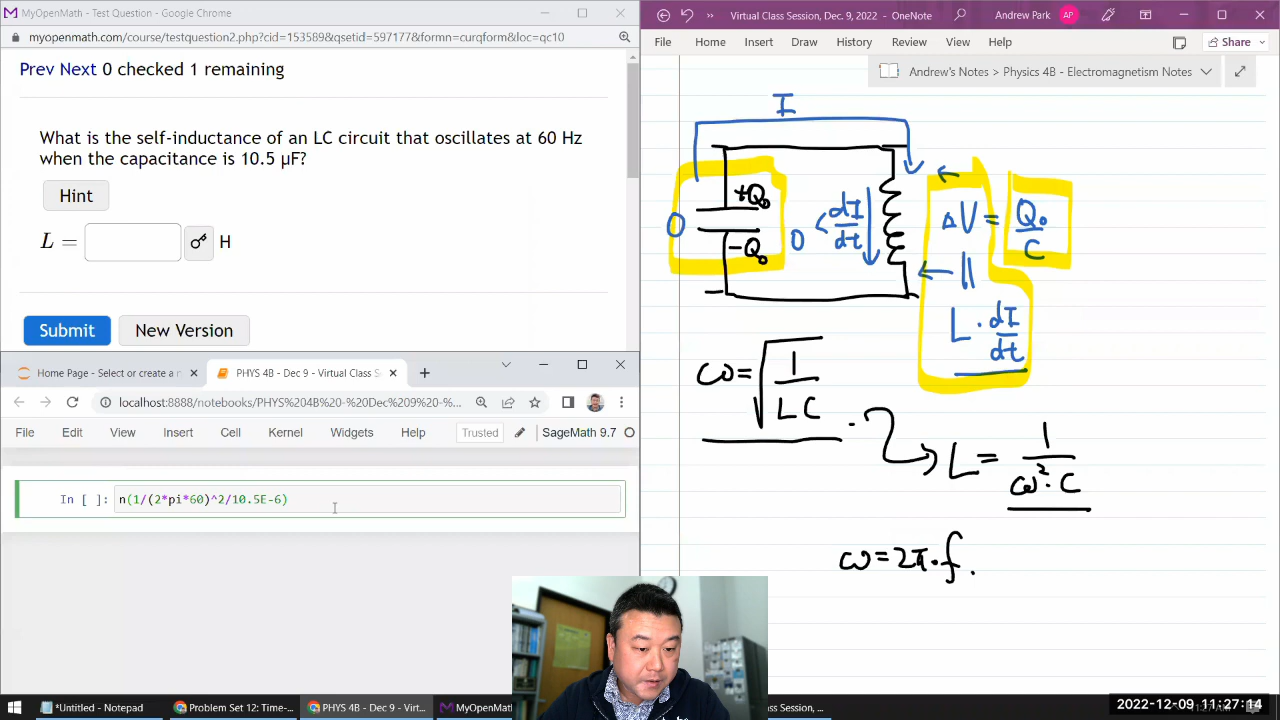 MyOpenMath - Test Question - Google Chrome
myopenmath.com/course/testquestion2.php?cid=153589&qsetid=597177&formn=curqform&loc=qc10
Prev Next 0 checked 1 remaining
What is the self-inductance of an LC circuit that oscillates at 60 Hz
when the capacitance is 10.5 µF?
Hint
L =
H
Submit
New Version
Home Page - Select or create a n
PHYS 4B - Dec 9 - Virtual Class S
localhost:8888/notebooks/PHYS%204B%20-%20Dec%209%20-%...
File Edit View Insert Cell Kernel Widgets Help Trusted SageMath 9.7
In [ ]: n(1/(2*pi*60)^2/10.5E-6)
Virtual Class Session, Dec. 9, 2022 - OneNote
Andrew Park AP
File Home Insert Draw History Review View Help Share
Andrew's Notes > Physics 4B - Electromagnetism Notes
I
+Q₀
-Q₀
0
0 < dI/dt
ΔV = Q₀/C
||
L · dI/dt
ω = √(1/LC)
L = 1/(ω²·C)
ω = 2π·f.
*Untitled - Notepad
Problem Set 12: Time-...
PHYS 4B - Dec 9 - Virt...
MyOpenMath
Session, ...
2022-12-09 11:27:14